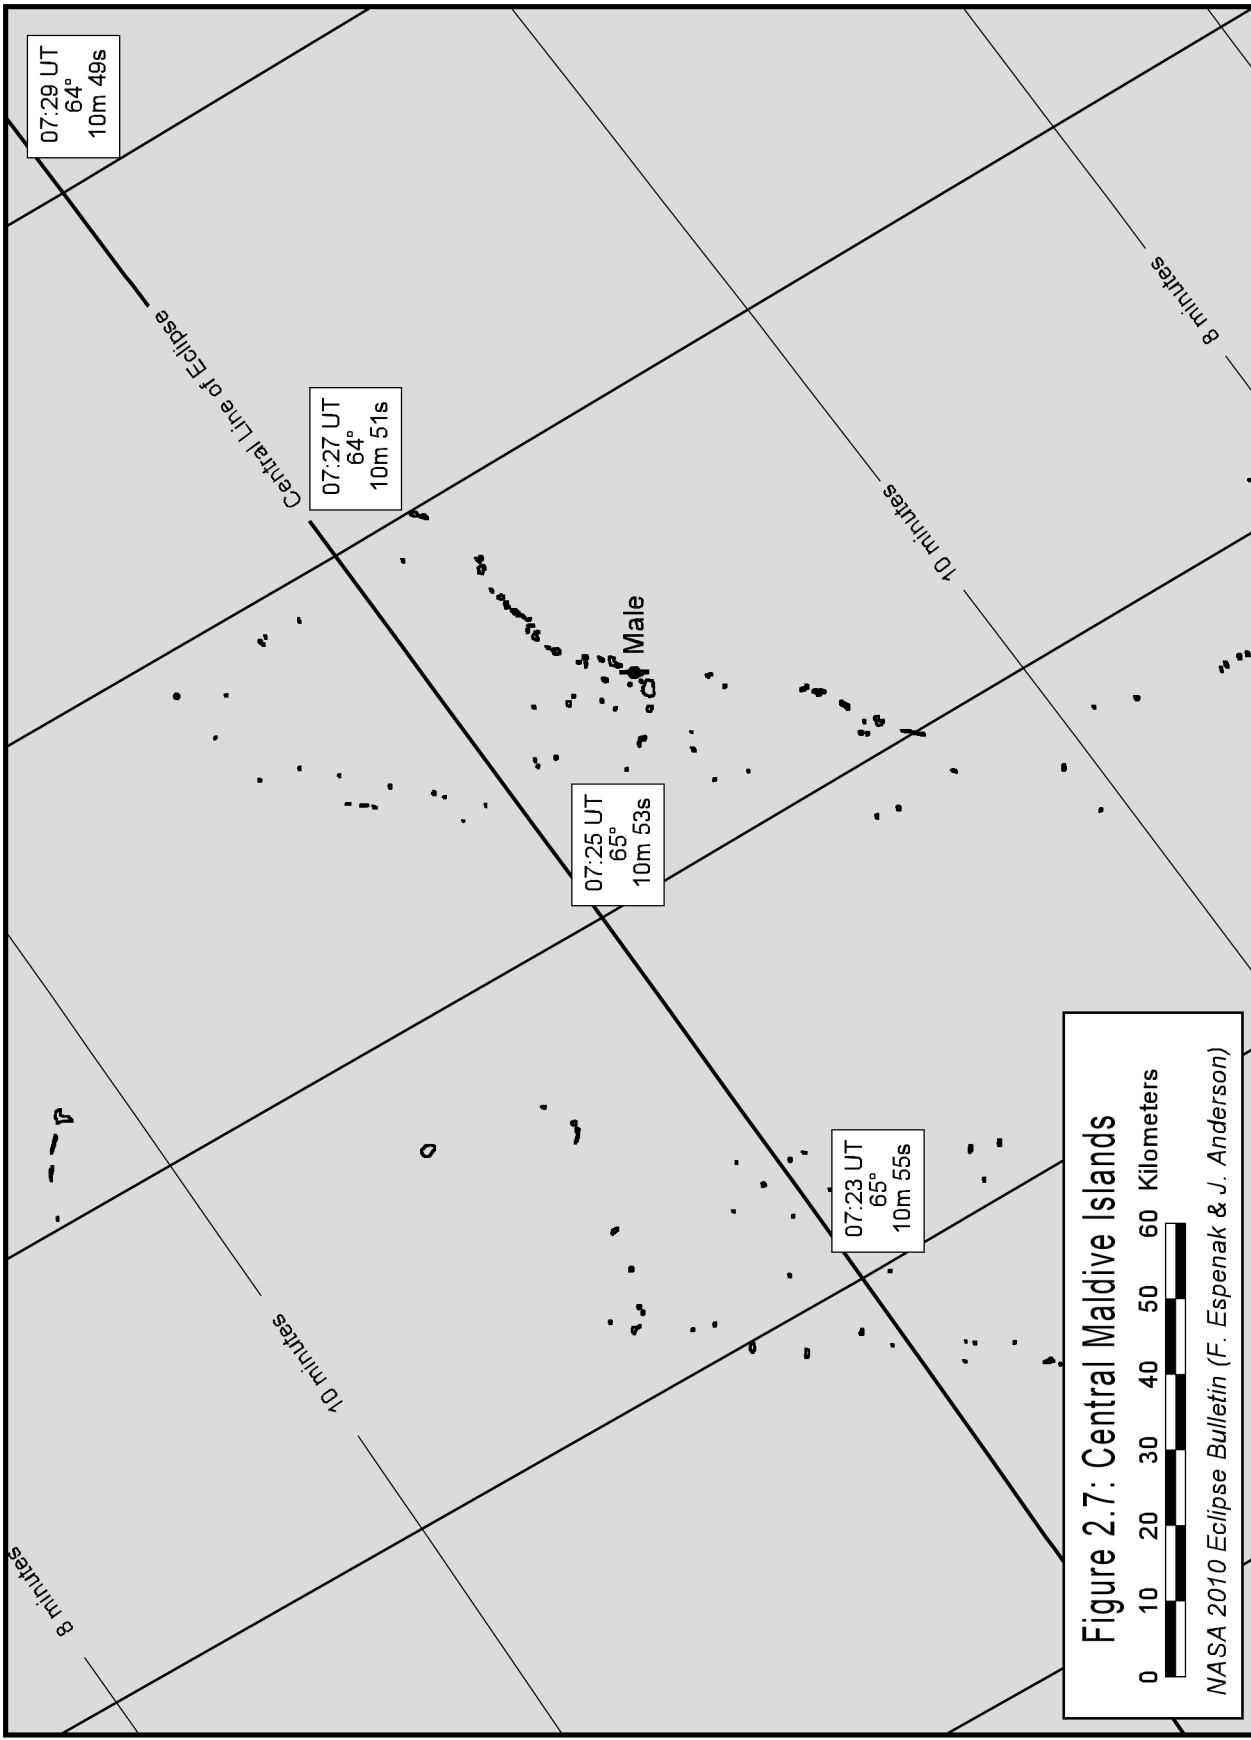 8 minutes
10 minutes
07:29 UT
64°
10m 49s
Central Line of Eclipse
07:27 UT
64°
10m 51s
07:25 UT
65°
10m 53s
Male
07:23 UT
65°
10m 55s
10 minutes
8 minutes
Figure 2.7: Central Maldive Islands
0 10 20 30 40 50 60 Kilometers
NASA 2010 Eclipse Bulletin (F. Espenak & J. Anderson)